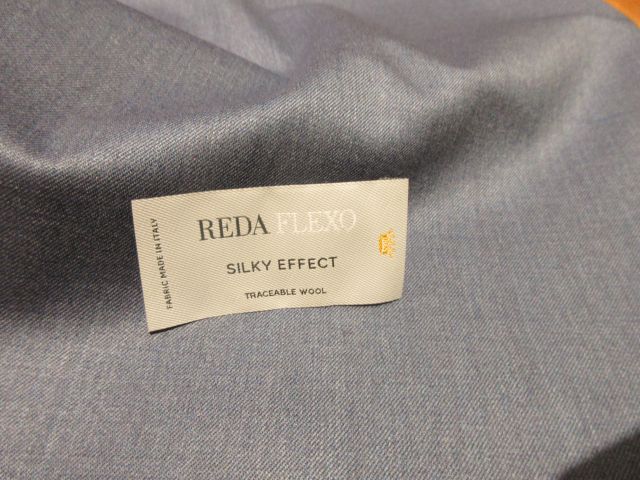 REDA FLEXO
SILKY EFFECT
TRACEABLE WOOL
FABRIC MADE IN ITALY